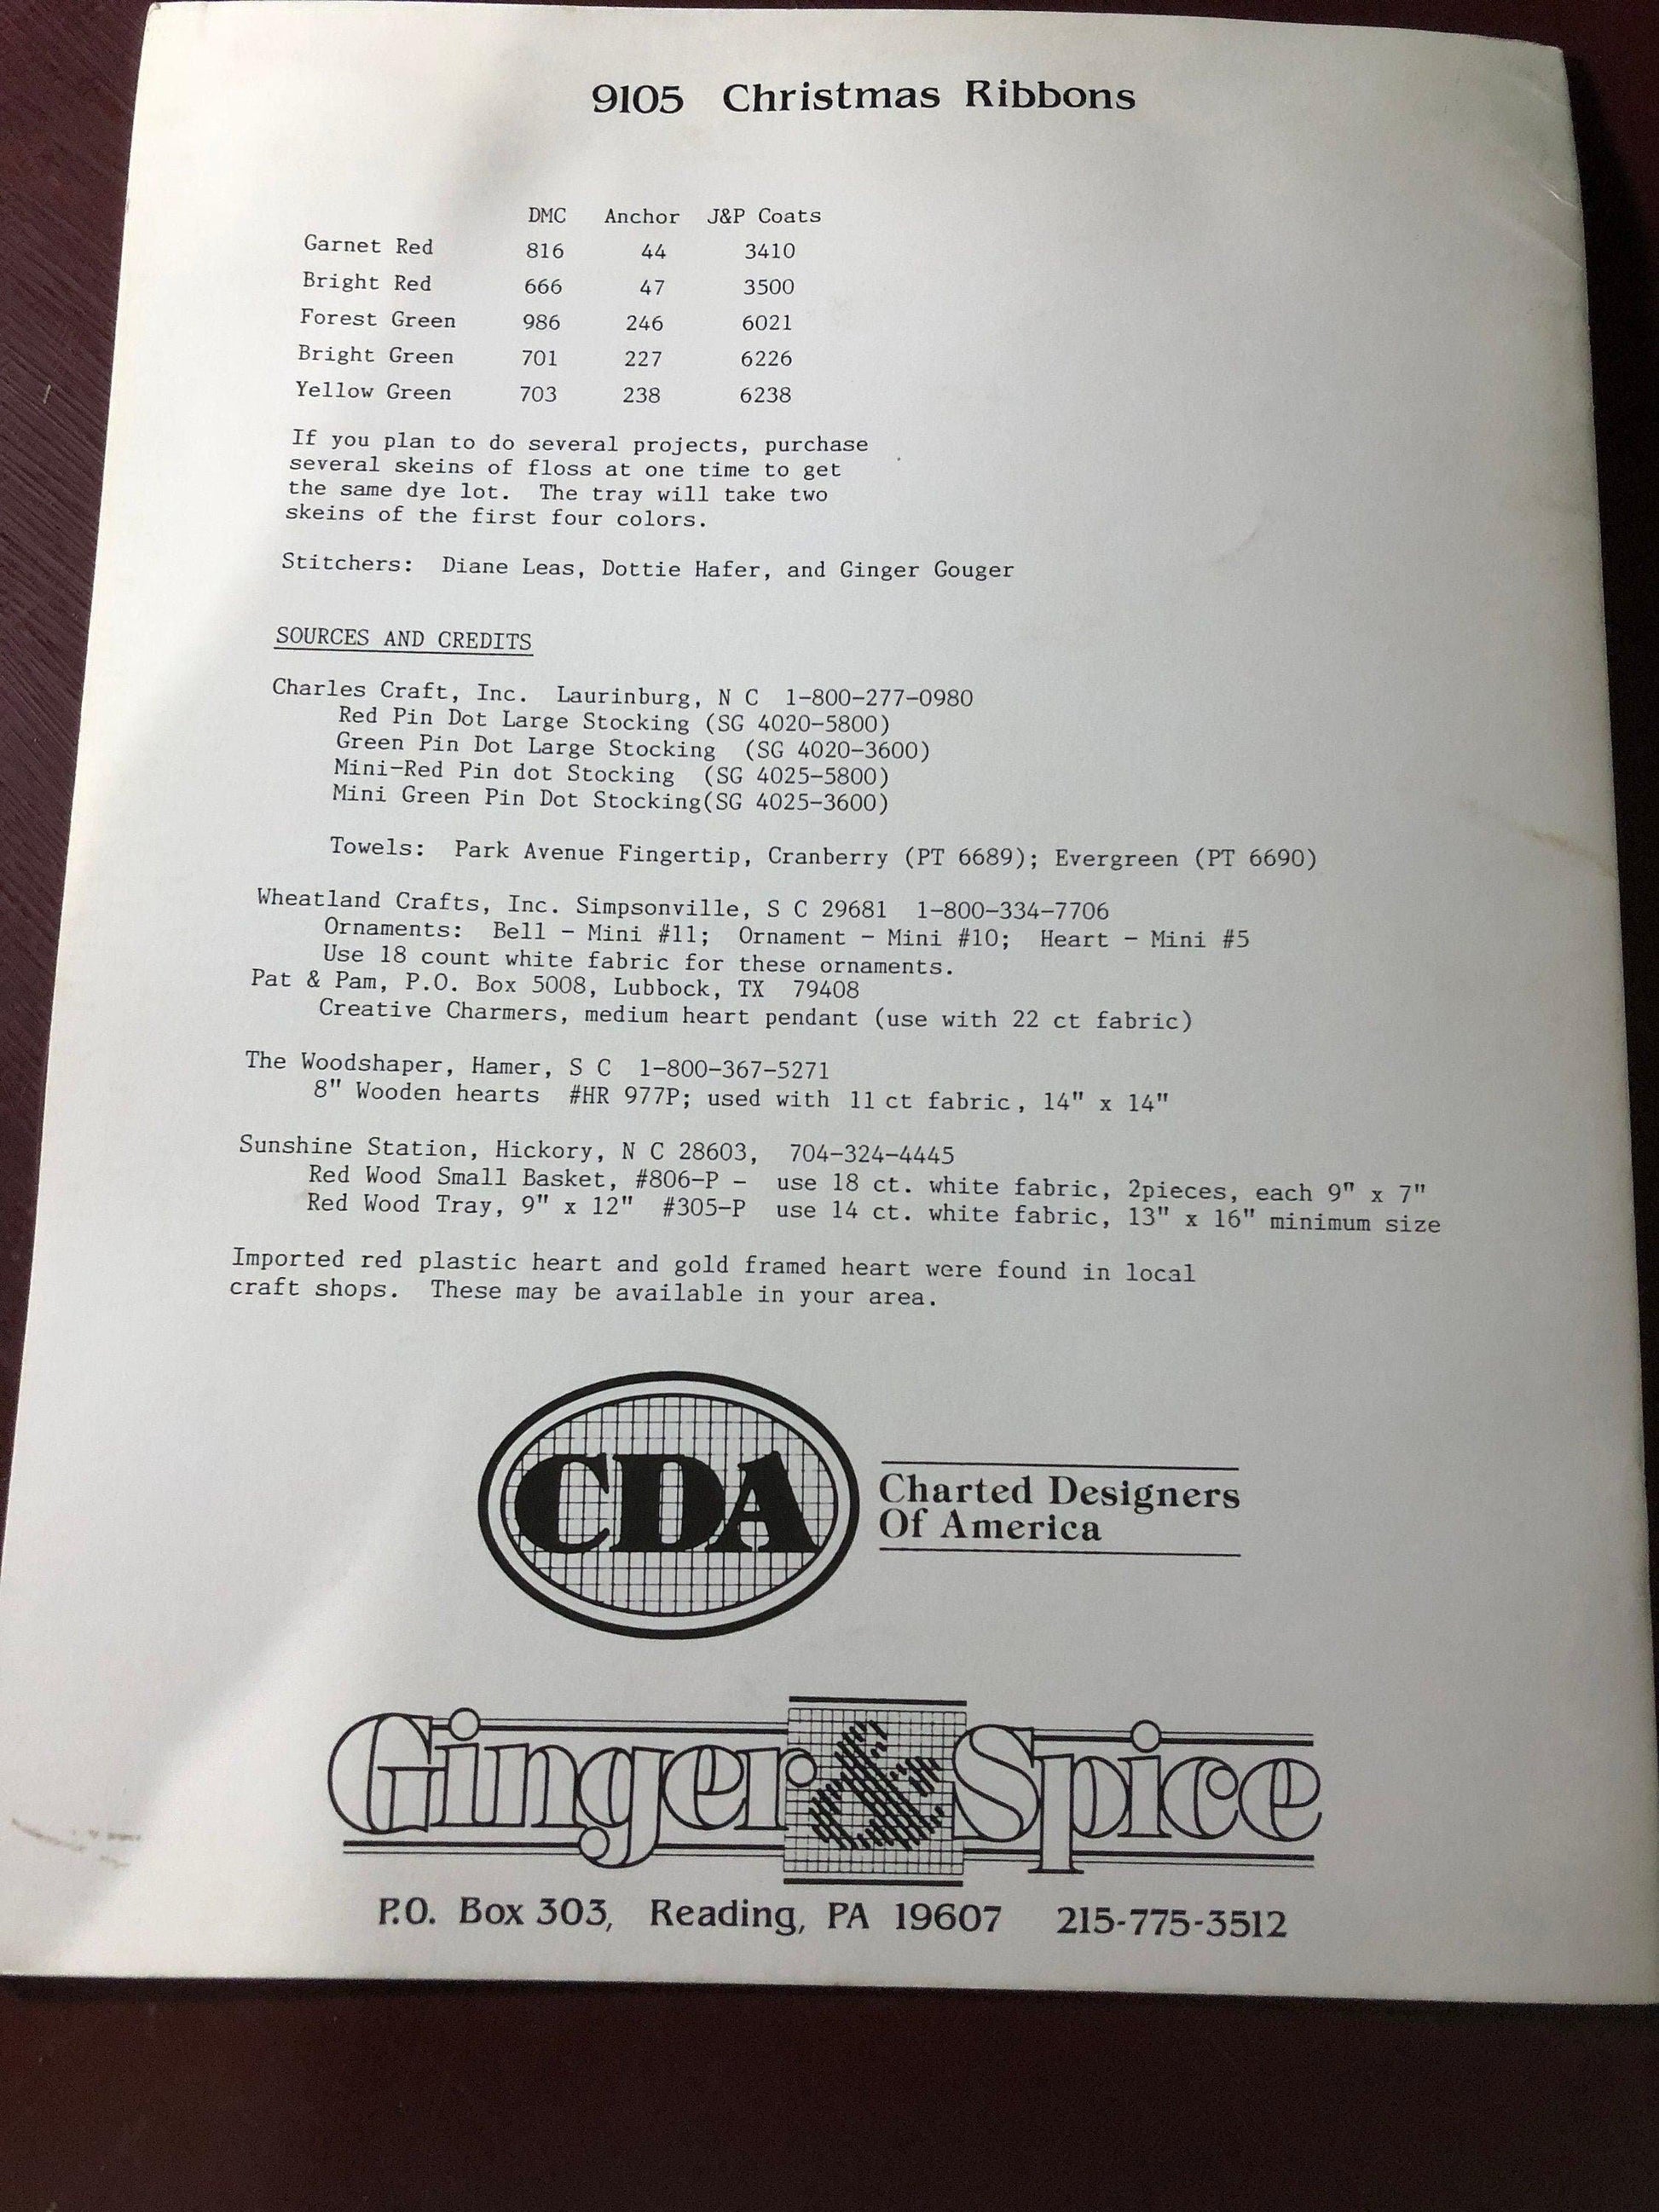 9105 Christmas Ribbons
DMC Anchor J&P Coats
Garnet Red 816 44 3410
Bright Red 666 47 3500
Forest Green 986 246 6021
Bright Green 701 227 6226
Yellow Green 703 238 6238
If you plan to do several projects, purchase
several skeins of floss at one time to get
the same dye lot. The tray will take two
skeins of the first four colors.
Stitchers: Diane Leas, Dottie Hafer, and Ginger Gouger
SOURCES AND CREDITS
Charles Craft, Inc. Laurinburg, N C 1-800-277-0980
Red Pin Dot Large Stocking (SG 4020-5800)
Green Pin Dot Large Stocking (SG 4020-3600)
Mini-Red Pin dot Stocking (SG 4025-5800)
Mini Green Pin Dot Stocking(SG 4025-3600)
Towels: Park Avenue Fingertip, Cranberry (PT 6689); Evergreen (PT 6690)
Wheatland Crafts, Inc. Simpsonville, S C 29681 1-800-334-7706
Ornaments: Bell - Mini #11; Ornament - Mini #10; Heart - Mini #5
Use 18 count white fabric for these ornaments.
Pat & Pam, P.O. Box 5008, Lubbock, TX 79408
Creative Charmers, medium heart pendant (use with 22 ct fabric)
The Woodshaper, Hamer, S C 1-800-367-5271
8" Wooden hearts #HR 977P; used with 11 ct fabric, 14" x 14"
Sunshine Station, Hickory, N C 28603, 704-324-4445
Red Wood Small Basket, #806-P - use 18 ct. white fabric, 2pieces, each 9" x 7"
Red Wood Tray, 9" x 12" #305-P use 14 ct. white fabric, 13" x 16" minimum size
Imported red plastic heart and gold framed heart were found in local
craft shops. These may be available in your area.
CDA
Charted Designers
Of America
Ginger & Spice
P.O. Box 303, Reading, PA 19607 215-775-3512